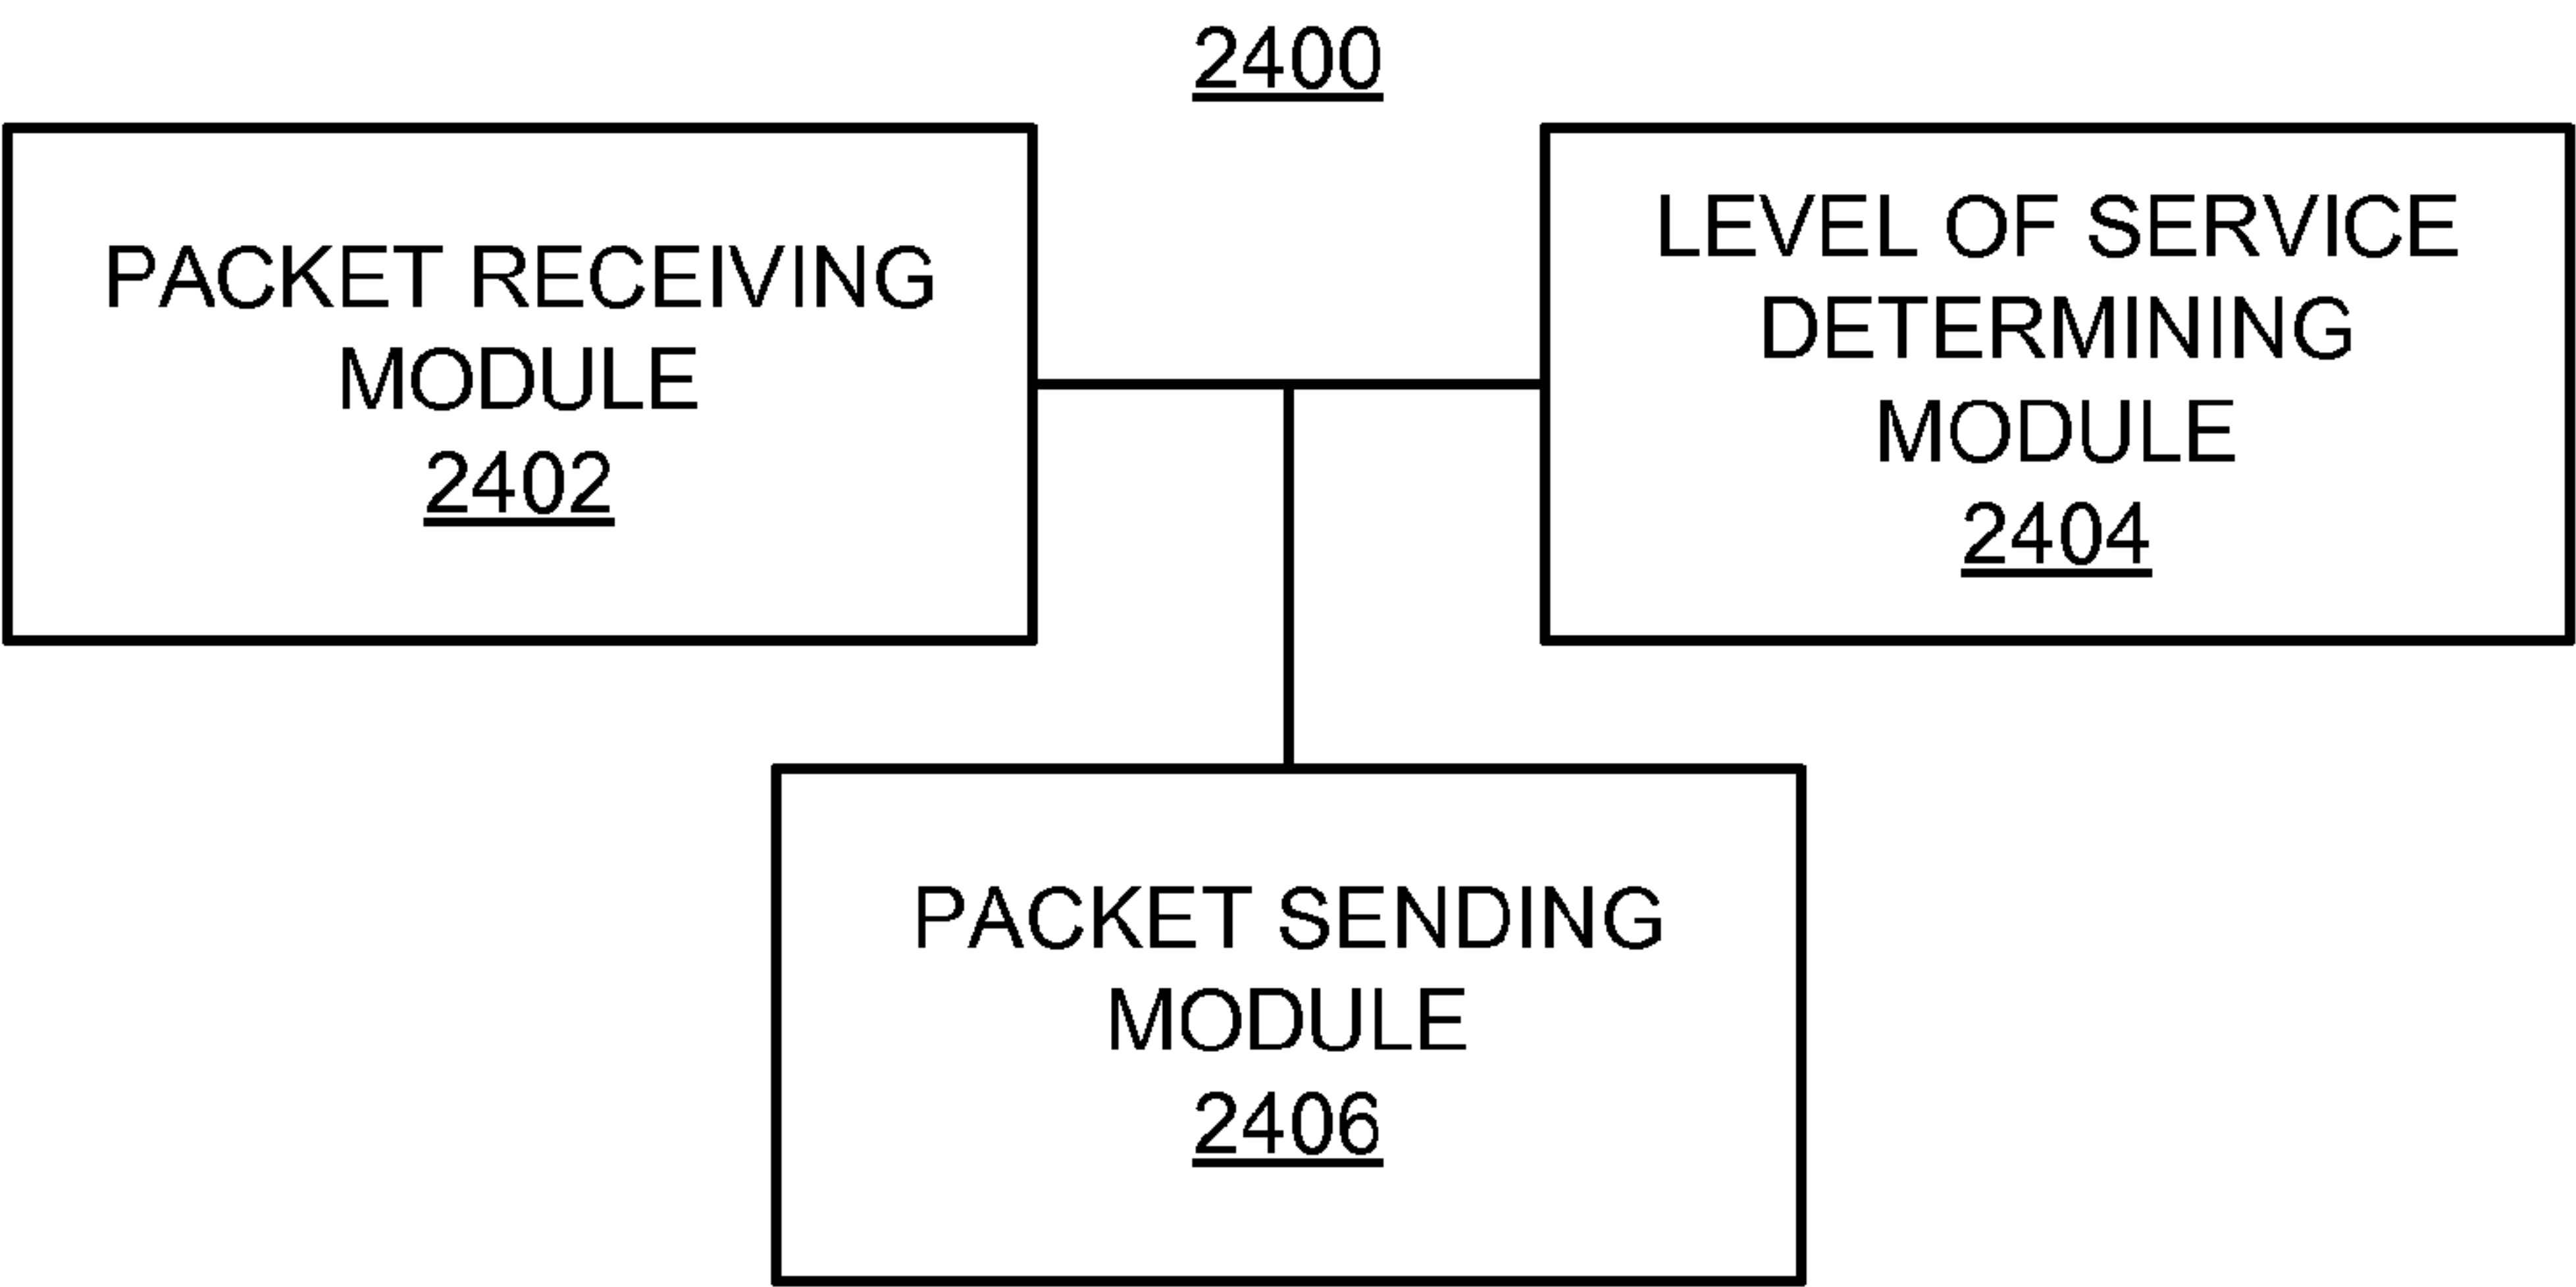 2400
PACKET RECEIVING
MODULE
2402
LEVEL OF SERVICE
DETERMINING
MODULE
2404
PACKET SENDING
MODULE
2406